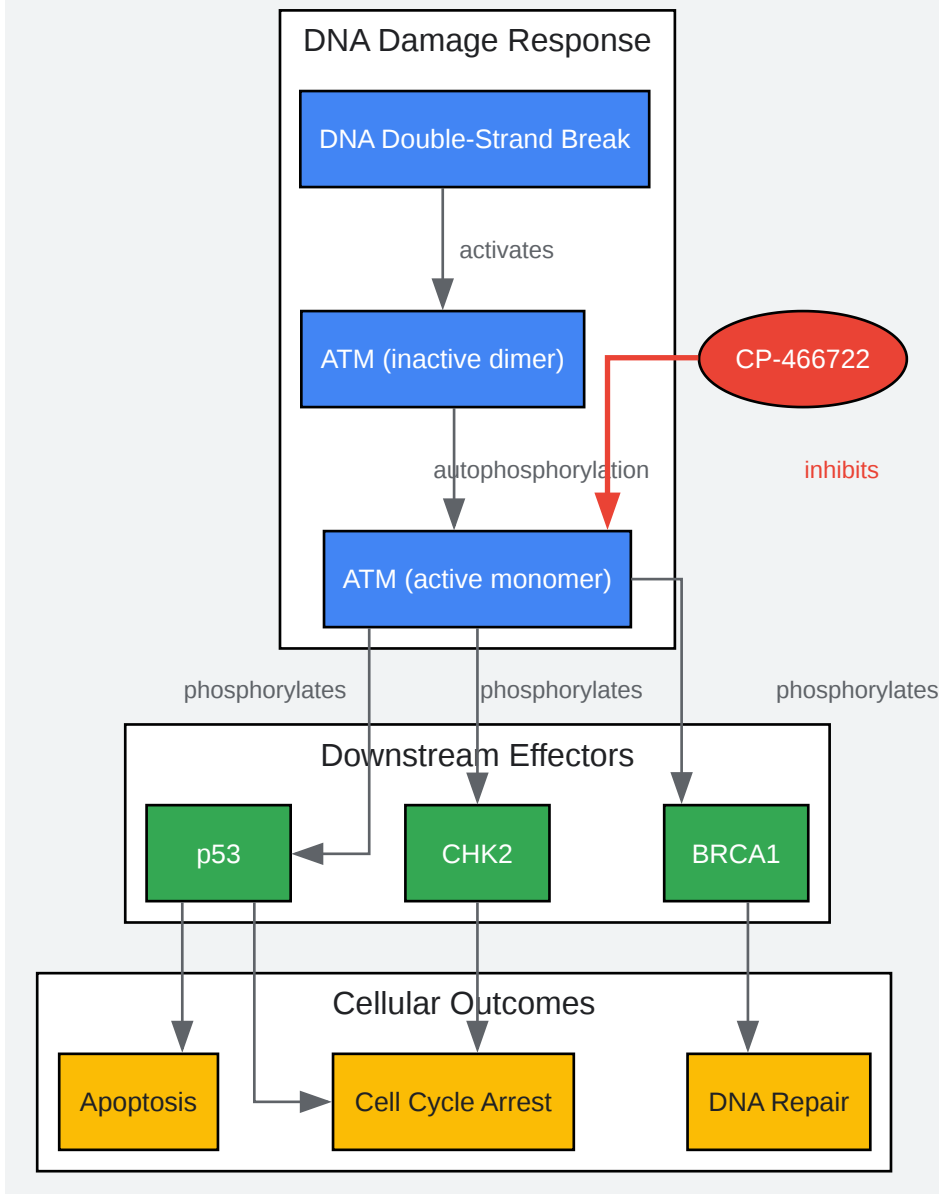 DNA Damage Response
DNA Double-Strand Break
activates
ATM (inactive dimer)
CP-466722
autophosphorylation
inhibits
ATM (active monomer)
phosphorylates
phosphorylates
phosphorylates
Downstream Effectors
p53
CHK2
BRCA1
Cellular Outcomes
Apoptosis
Cell Cycle Arrest
DNA Repair